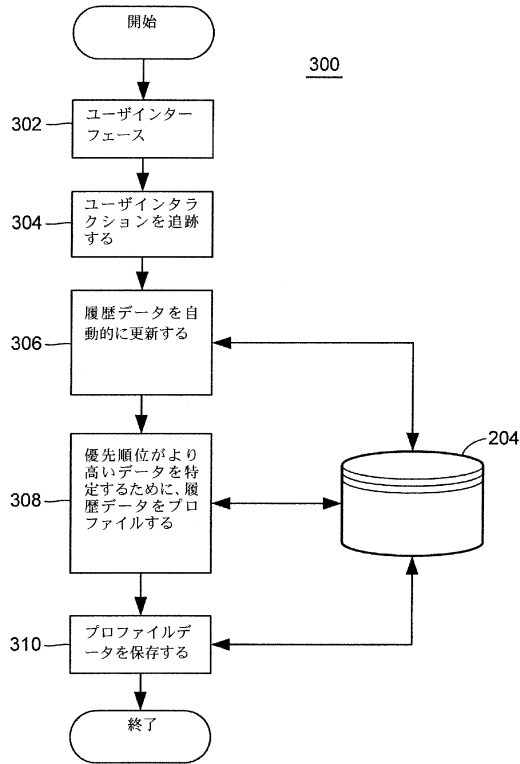 開始
300
302
ユーザインター
フェース
304
ユーザインタラ
クションを追跡
する
306
履歴データを自
動的に更新する
204
308
優先順位がより
高いデータを特
定するために、履
歴データをプロ
ファイルする
310
プロファイルデ
ータを保存する
終了